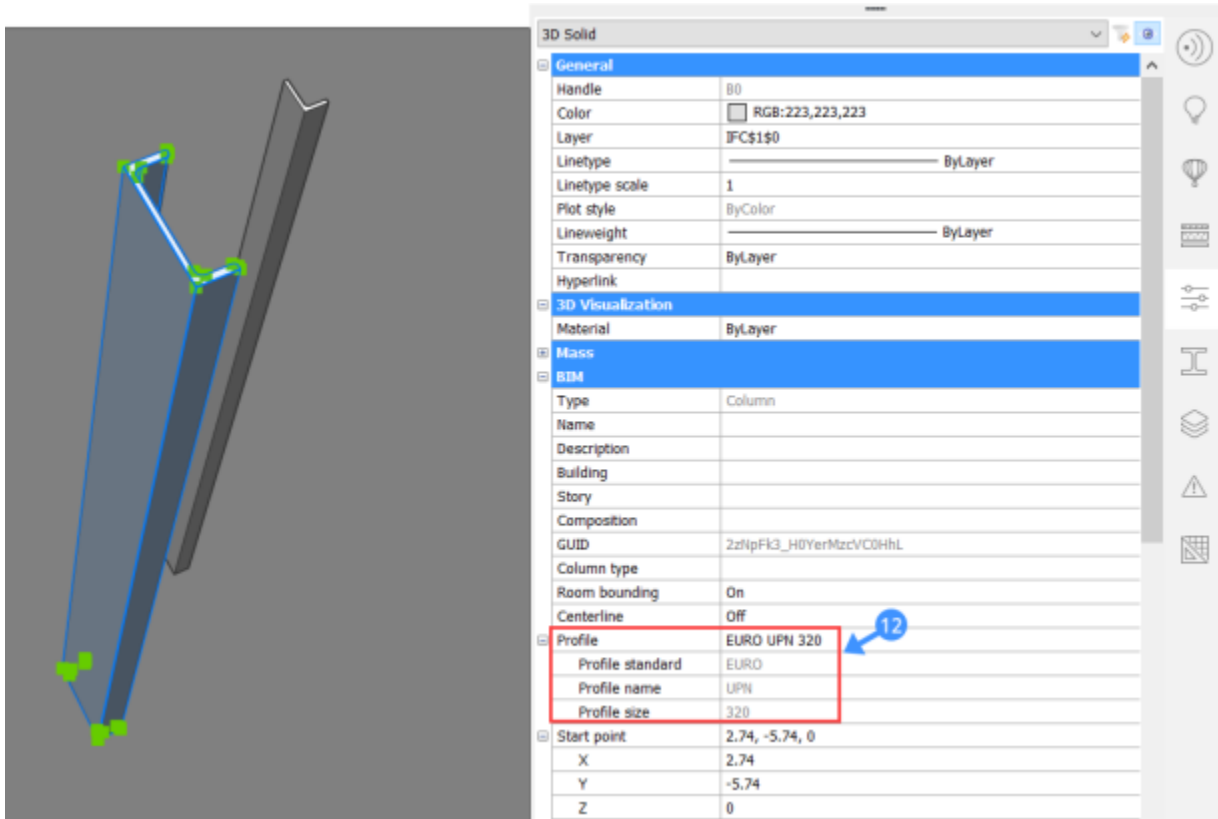 3D Solid
General
Handle B0
Color RGB:223,223,223
Layer IFC$1$0
Linetype ByLayer
Linetype scale 1
Plot style ByColor
Lineweight ByLayer
Transparency ByLayer
Hyperlink
3D Visualization
Material ByLayer
Mass
BIM
Type Column
Name
Description
Building
Story
Composition
GUID 2zNpFk3_H0YerMzcVC0HhL
Column type
Room bounding On
Centerline Off
12
Profile EURO UPN 320
Profile standard EURO
Profile name UPN
Profile size 320
Start point 2.74, -5.74, 0
X 2.74
Y -5.74
Z 0